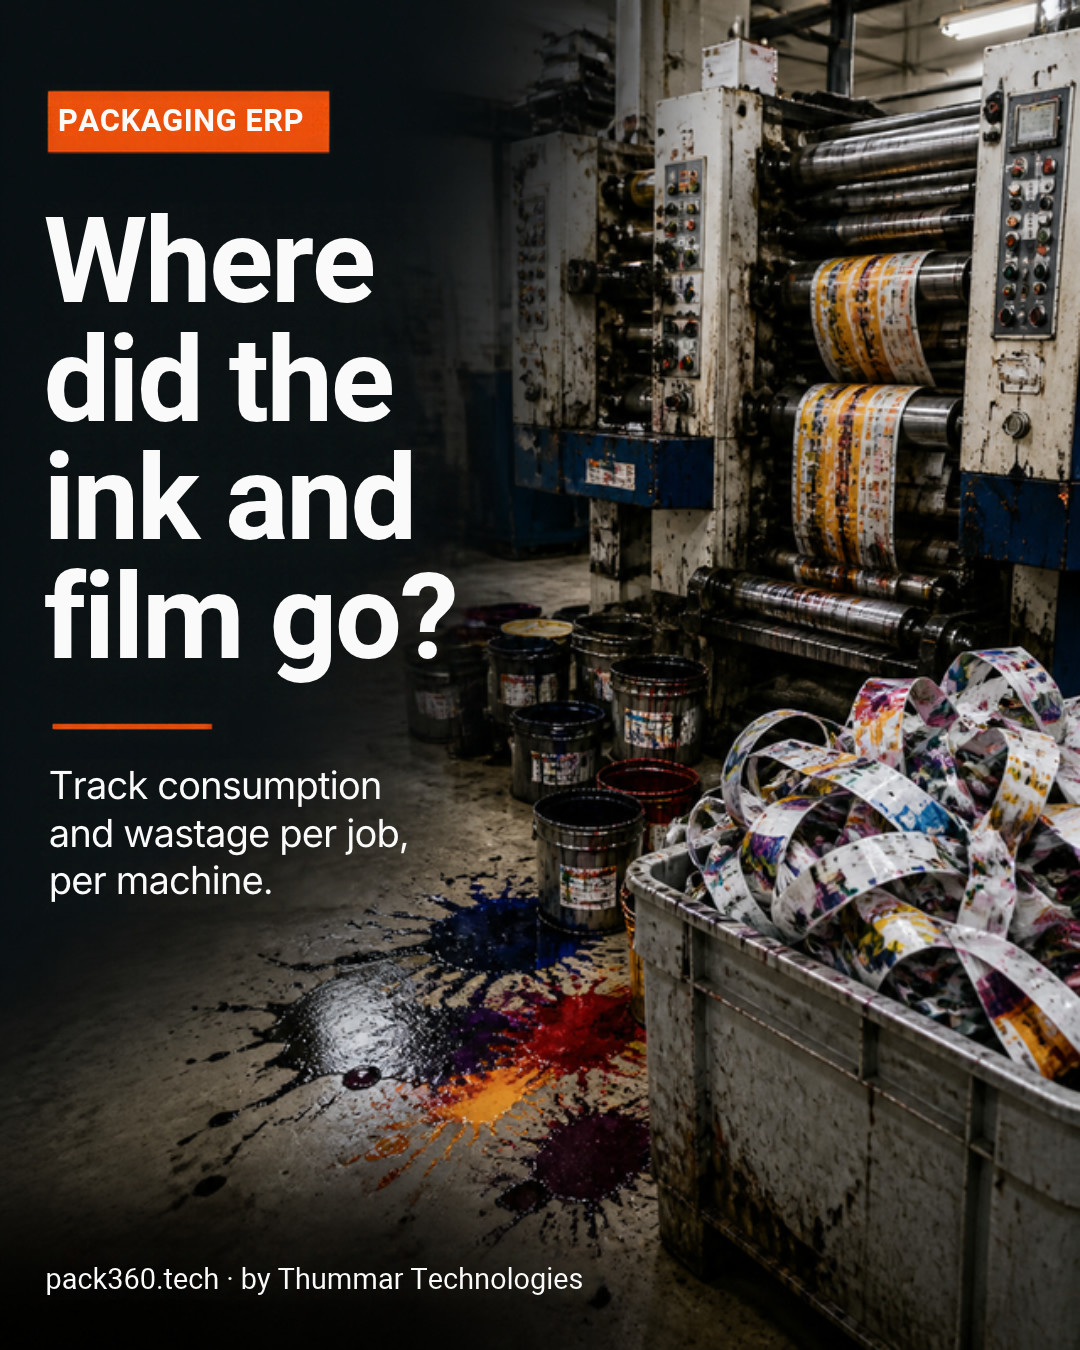 PACKAGING ERP
Where
did the
ink and
film go?
Track consumption
and wastage per job,
per machine.
pack360.tech · by Thummar Technologies